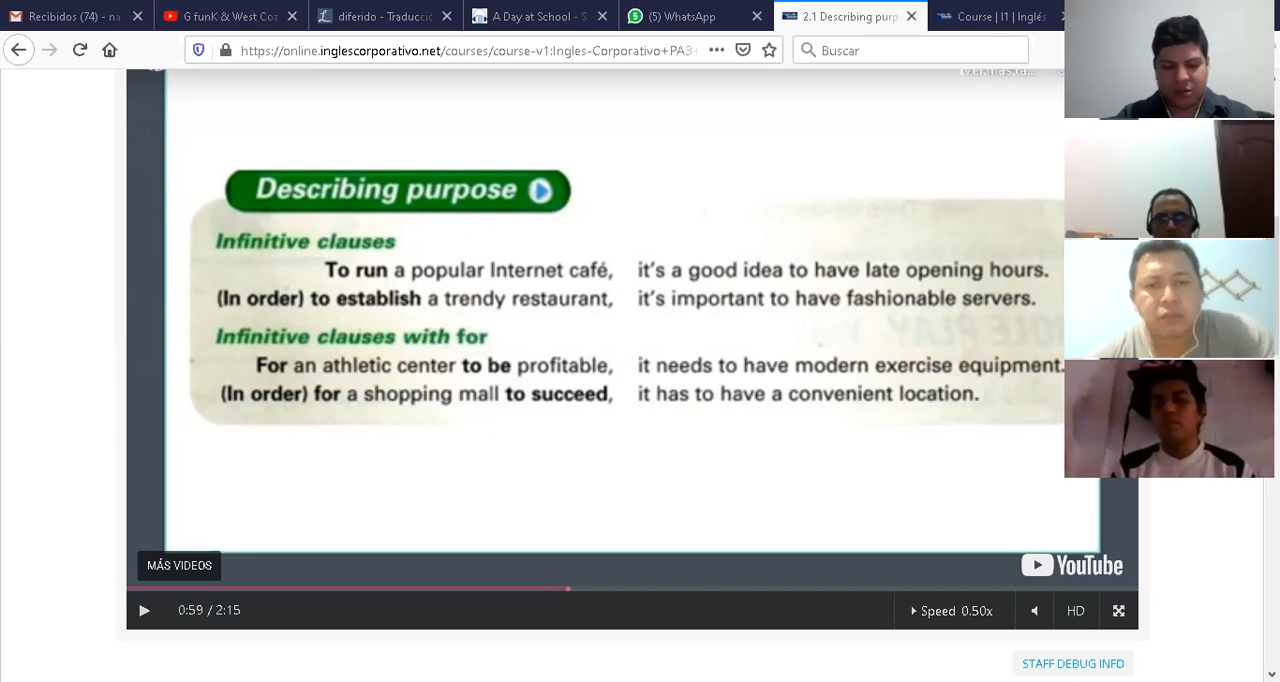 Recibidos (74) - na
G funK & West Coa
diferido - Traducció
A Day at School - S
(5) WhatsApp
2.1 Describing purp
Course | I1 | Inglés
https://online.inglescorporativo.net/courses/course-v1:Ingles-Corporativo+PA3+
Buscar
Ver más ta...
Describing purpose
Infinitive clauses
To run a popular Internet café, it's a good idea to have late opening hours.
(In order) to establish a trendy restaurant, it's important to have fashionable servers.
Infinitive clauses with for
For an athletic center to be profitable, it needs to have modern exercise equipment.
(In order) for a shopping mall to succeed, it has to have a convenient location.
MÁS VIDEOS
YouTube
0:59 / 2:15
Speed 0.50x
HD
STAFF DEBUG INFO